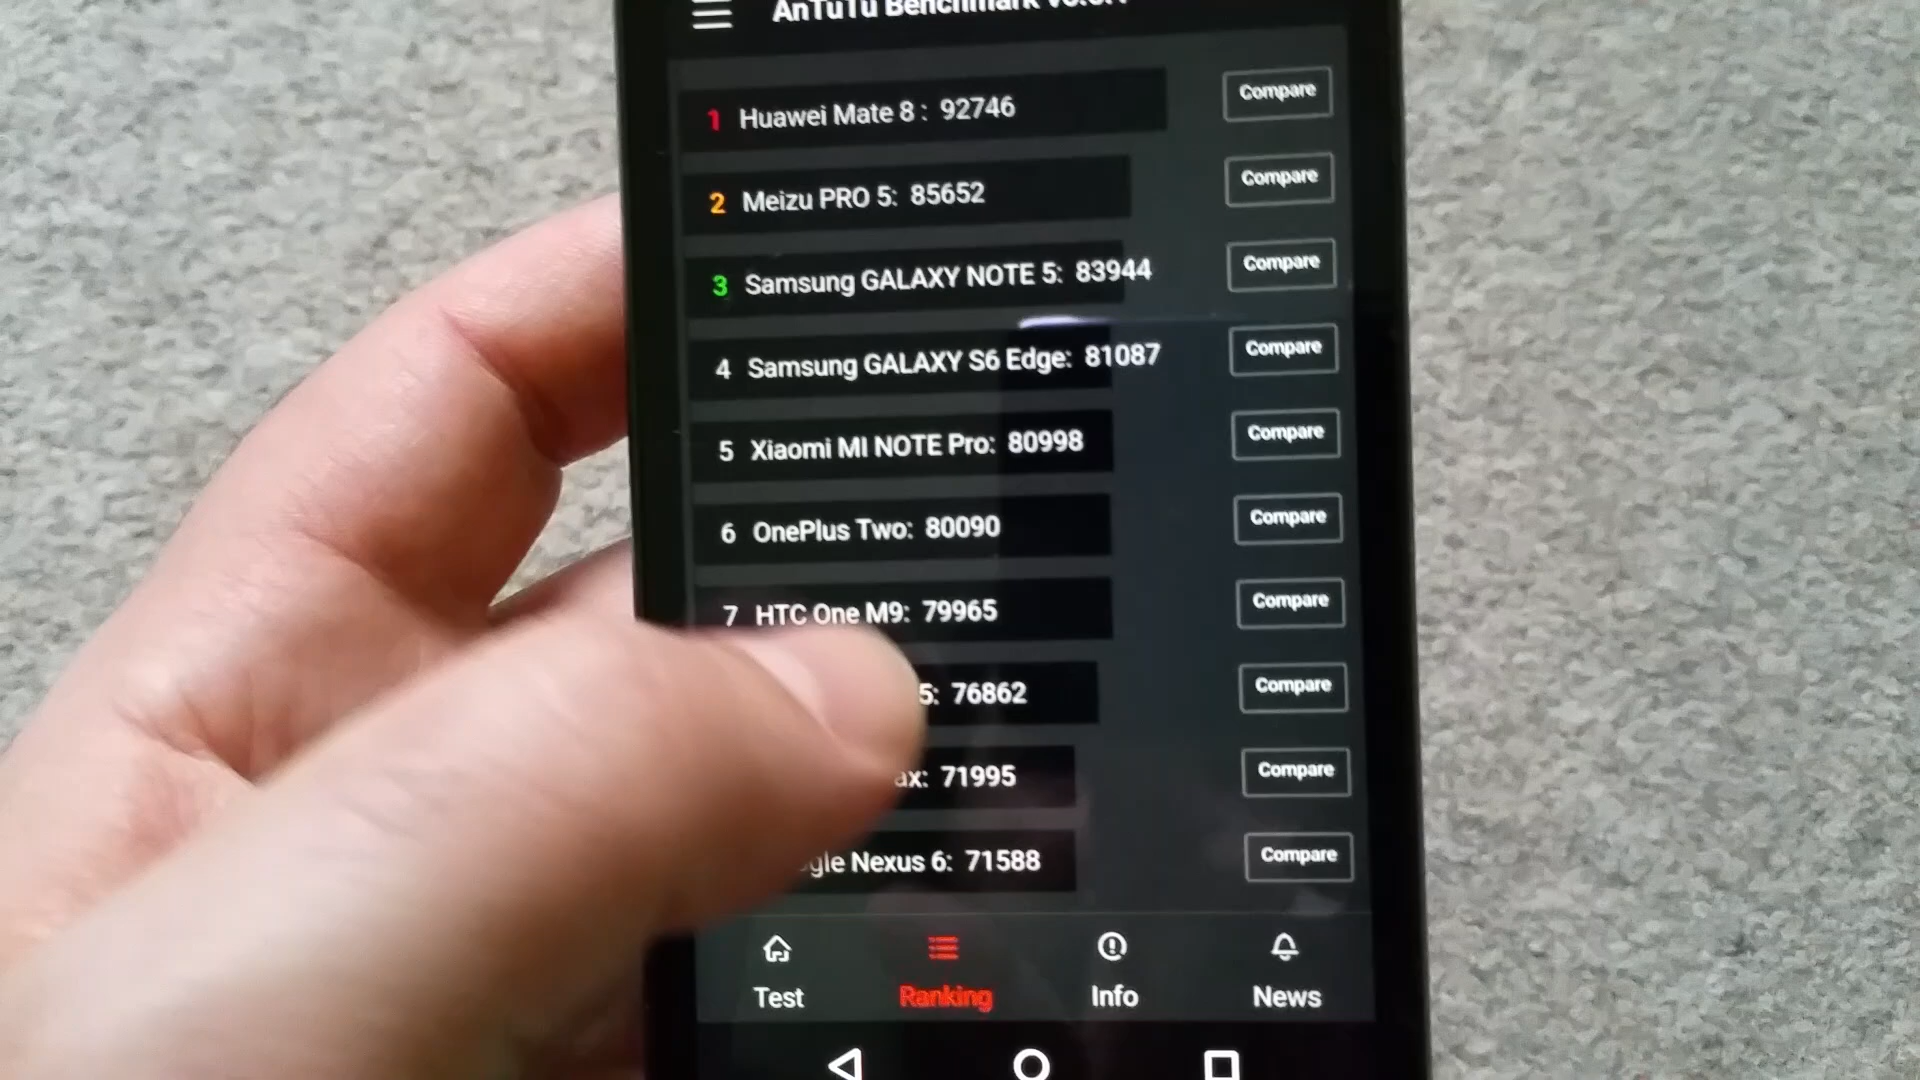 AnTuTu Benchmark
1 Huawei Mate 8 : 92746 Compare
2 Meizu PRO 5: 85652 Compare
3 Samsung GALAXY NOTE 5: 83944 Compare
4 Samsung GALAXY S6 Edge: 81087 Compare
5 Xiaomi MI NOTE Pro: 80998 Compare
6 OnePlus Two: 80090 Compare
7 HTC One M9: 79965 Compare
5: 76862 Compare
71995 Compare
Nexus 6: 71588 Compare
Test Ranking Info News